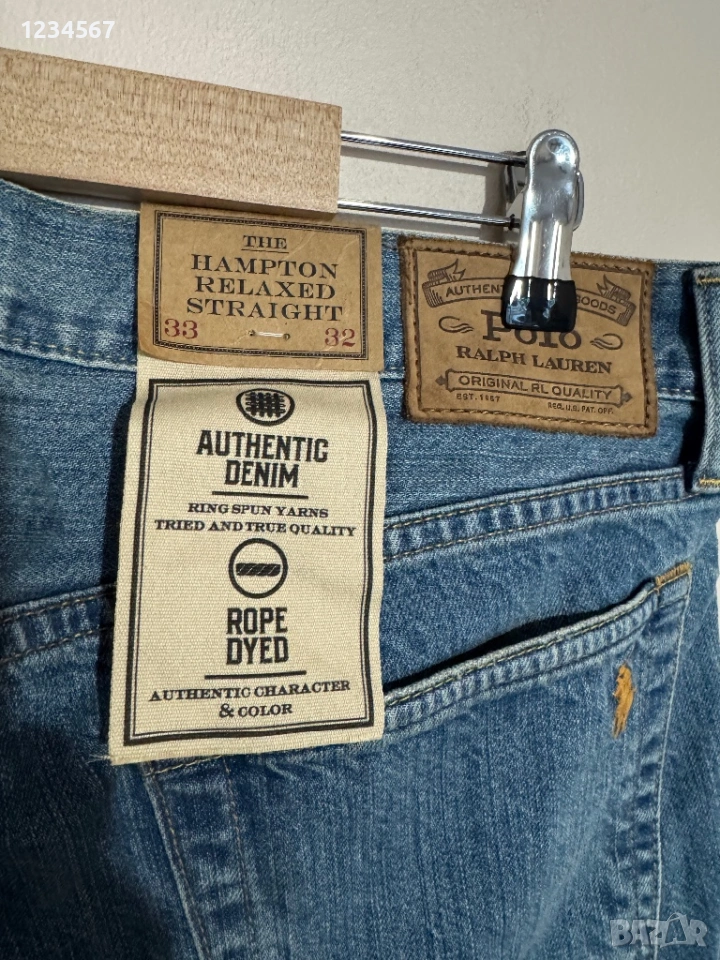 1234567
THE
HAMPTON
RELAXED
STRAIGHT
33 32
AUTHENTIC
DENIM
RING SPUN YARNS
TRIED AND TRUE QUALITY
ROPE
DYED
AUTHENTIC CHARACTER
& COLOR
GOODS
Polo
RALPH LAUREN
ORIGINAL RL QUALITY
EST. 1967 REG. U.S. PAT. OFF.
BAZAR